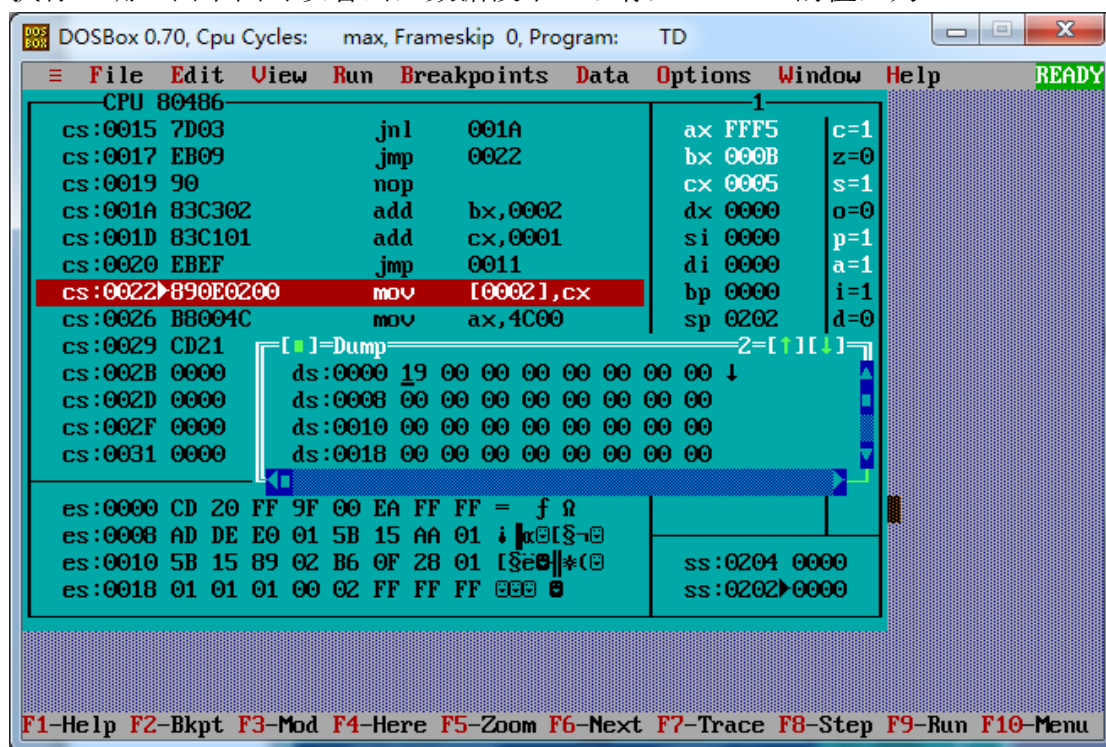 DOSBox 0.70, Cpu Cycles: max, Frameskip 0, Program: TD
≡ File Edit View Run Breakpoints Data Options Window Help READY
CPU 80486 1
cs:0015 7D03 jnl 001A ax FFF5 c=1
cs:0017 EB09 jmp 0022 bx 000B z=0
cs:0019 90 nop cx 0005 s=1
cs:001A 83C302 add bx,0002 dx 0000 o=0
cs:001D 83C101 add cx,0001 si 0000 p=1
cs:0020 EBEF jmp 0011 di 0000 a=1
cs:0022►890E0200 mov [0002],cx bp 0000 i=1
cs:0026 B8004C mov ax,4C00 sp 0202 d=0
cs:0029 CD21 [■]=Dump 2=[↑][↓]
cs:002B 0000 ds:0000 19 00 00 00 00 00 00 00 ↓
cs:002D 0000 ds:0008 00 00 00 00 00 00 00 00
cs:002F 0000 ds:0010 00 00 00 00 00 00 00 00
cs:0031 0000 ds:0018 00 00 00 00 00 00 00 00
es:0000 CD 20 FF 9F 00 EA FF FF = ƒ Ω
es:0008 AD DE E0 01 5B 15 AA 01 ¡▐α☺[§¬☺
es:0010 5B 15 89 02 B6 0F 28 01 [§ë☻╢☼(☺ ss:0204 0000
es:0018 01 01 01 00 02 FF FF FF ☺☺☺ ☻ ss:0202►0000
F1-Help F2-Bkpt F3-Mod F4-Here F5-Zoom F6-Next F7-Trace F8-Step F9-Run F10-Menu